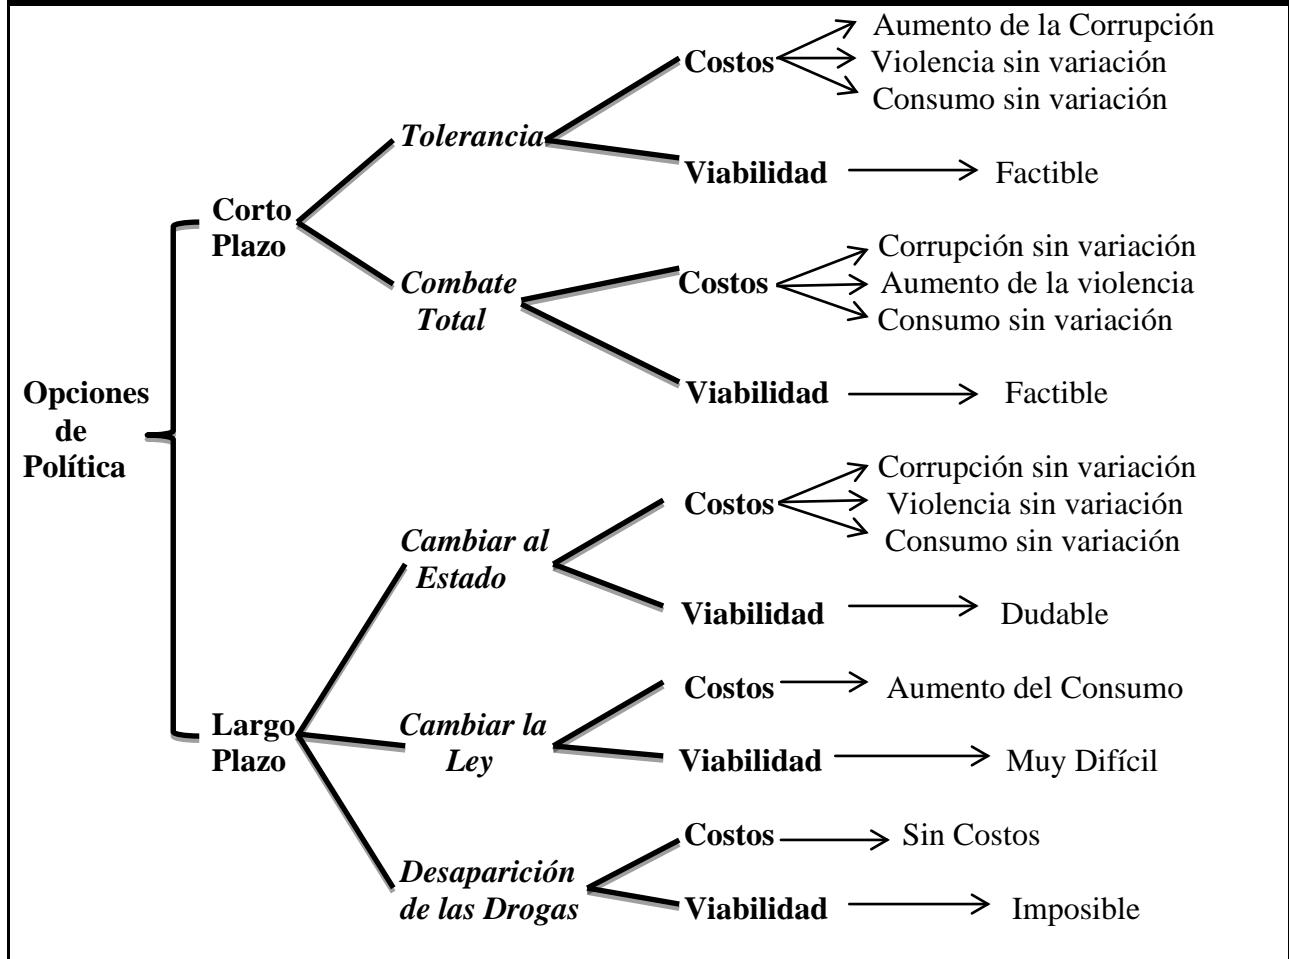 Opciones
de
Política
Corto
Plazo
Tolerancia
Costos
Aumento de la Corrupción
Violencia sin variación
Consumo sin variación
Viabilidad
Factible
Combate
Total
Costos
Corrupción sin variación
Aumento de la violencia
Consumo sin variación
Viabilidad
Factible
Largo
Plazo
Cambiar al
Estado
Costos
Corrupción sin variación
Violencia sin variación
Consumo sin variación
Viabilidad
Dudable
Cambiar la
Ley
Costos
Aumento del Consumo
Viabilidad
Muy Difícil
Desaparición
de las Drogas
Costos
Sin Costos
Viabilidad
Imposible